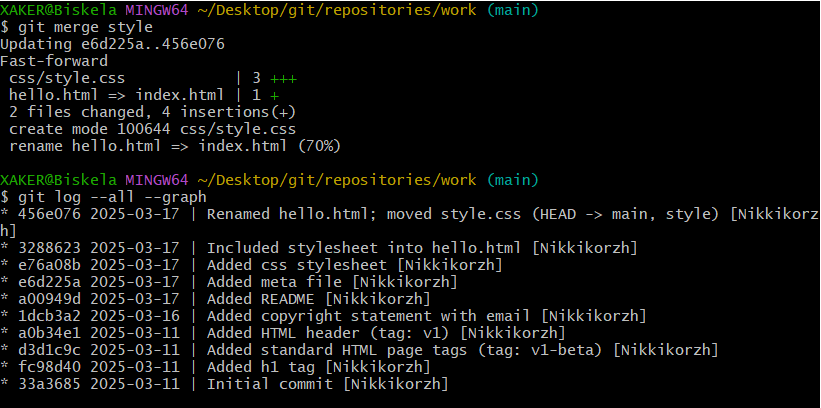 XAKER@Biskela MINGW64 ~/Desktop/git/repositories/work (main)
$ git merge style
Updating e6d225a..456e076
Fast-forward
 css/style.css            | 3 +++
 hello.html => index.html | 1 +
 2 files changed, 4 insertions(+)
 create mode 100644 css/style.css
 rename hello.html => index.html (70%)

XAKER@Biskela MINGW64 ~/Desktop/git/repositories/work (main)
$ git log --all --graph
* 456e076 2025-03-17 | Renamed hello.html; moved style.css (HEAD -> main, style) [Nikkikorz
h]
* 3288623 2025-03-17 | Included stylesheet into hello.html [Nikkikorzh]
* e76a08b 2025-03-17 | Added css stylesheet [Nikkikorzh]
* e6d225a 2025-03-17 | Added meta file [Nikkikorzh]
* a00949d 2025-03-17 | Added README [Nikkikorzh]
* 1dcb3a2 2025-03-16 | Added copyright statement with email [Nikkikorzh]
* a0b34e1 2025-03-11 | Added HTML header (tag: v1) [Nikkikorzh]
* d3d1c9c 2025-03-11 | Added standard HTML page tags (tag: v1-beta) [Nikkikorzh]
* fc98d40 2025-03-11 | Added h1 tag [Nikkikorzh]
* 33a3685 2025-03-11 | Initial commit [Nikkikorzh]